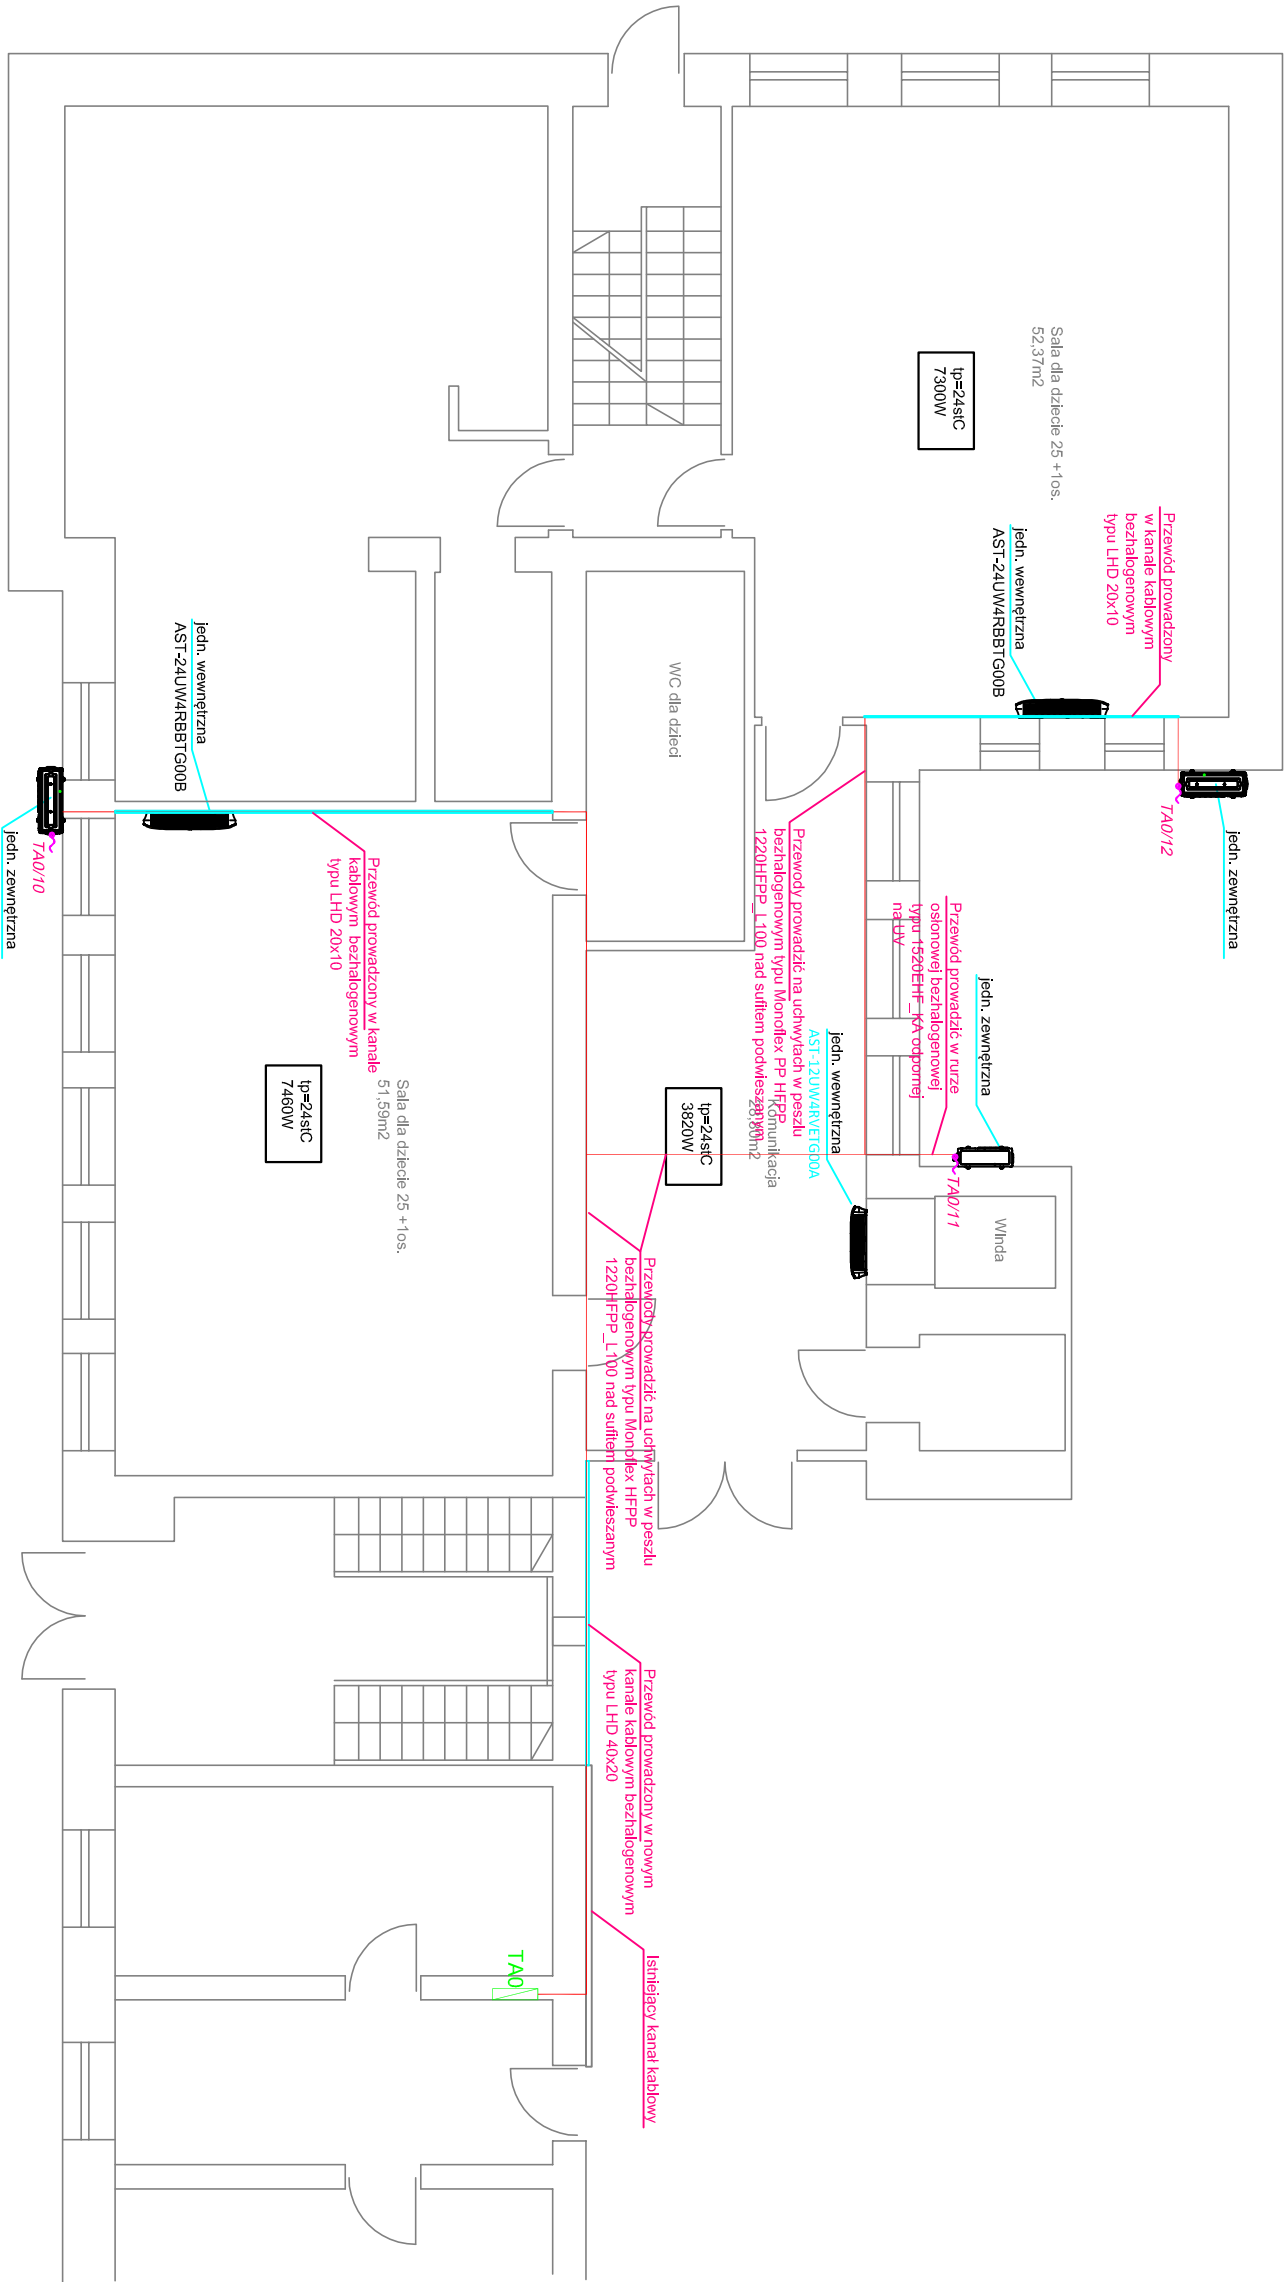 Sala dla dziecie 25 +1os.
52,37m2
tp=24stC
7300W
Przewód prowadzony
w kanale kablowym
bezhalogenowym
typu LHD 20x10
jedn. wewnętrzna
AST-24UW4RBBTG00B
TA0/12
jedn. zewnętrzna
WC dla dzieci
jedn. wewnętrzna
AST-24UW4RBBTG00B
TA0/10
jedn. zewnętrzna
Przewód prowadzony w kanale
kablowym bezhalogenowym
typu LHD 20x10
Przewody prowadzić na uchwytach w peszlu
bezhalogenowym typu Monoflex PP HFPP
1220HFPP_L100 nad sufitem podwieszanym
Przewód prowadzić w rurze
osłonowej bezhalogenowej
typu 1520EHF_KA odpornej
na UV
jedn. zewnętrzna
TA0/11
jedn. wewnętrzna
AST-12UW4RVETG00A
Komunikacja
tp=24stC
3820W
Winda
Sala dla dziecie 25 +1os.
51,59m2
tp=24stC
7460W
Przewody prowadzić na uchwytach w peszlu
bezhalogenowym typu Monoflex HFPP
1220HFPP_L100 nad sufitem podwieszanym
Przewód prowadzony w nowym
kanale kablowym bezhalogenowym
typu LHD 40x20
Istniejący kanał kablowy
TA0